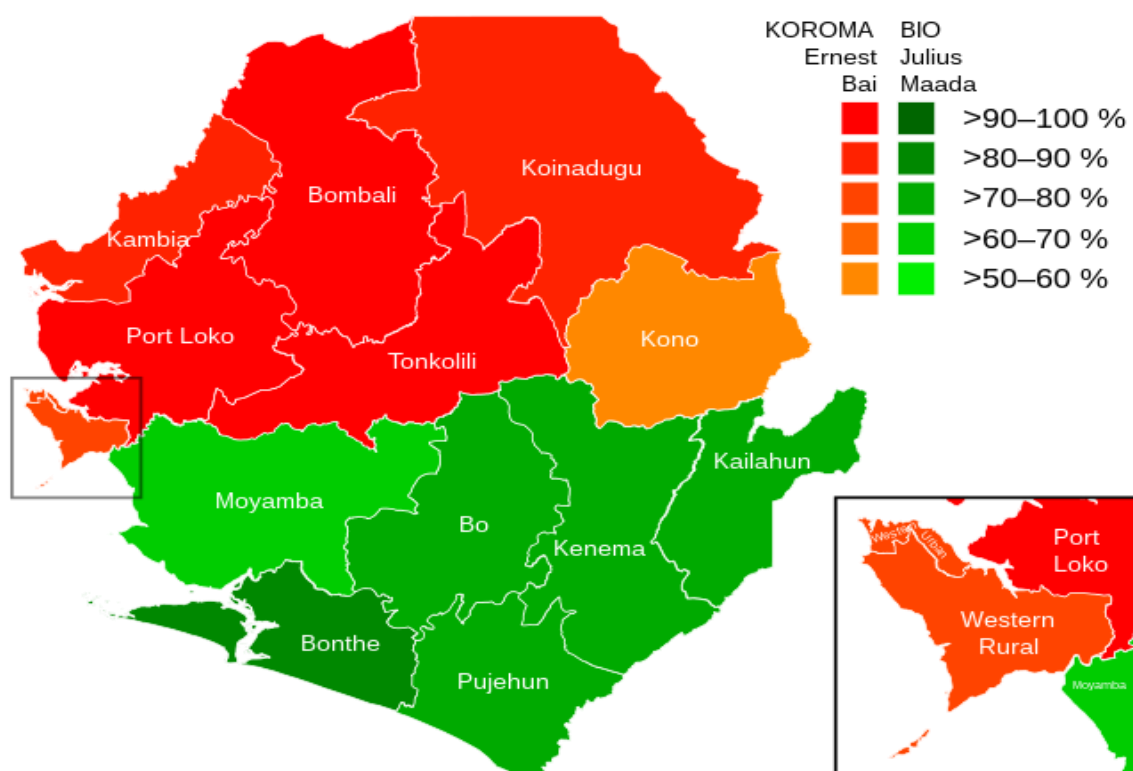 KOROMA BIO
Ernest Julius
Bai Maada
>90–100 %
>80–90 %
>70–80 %
>60–70 %
>50–60 %
Koinadugu
Bombali
Kambia
Port Loko
Kono
Tonkolili
Kailahun
Moyamba
Bo
Kenema
Bonthe
Pujehun
Western Urban
Port
Loko
Western
Rural
Moyamba